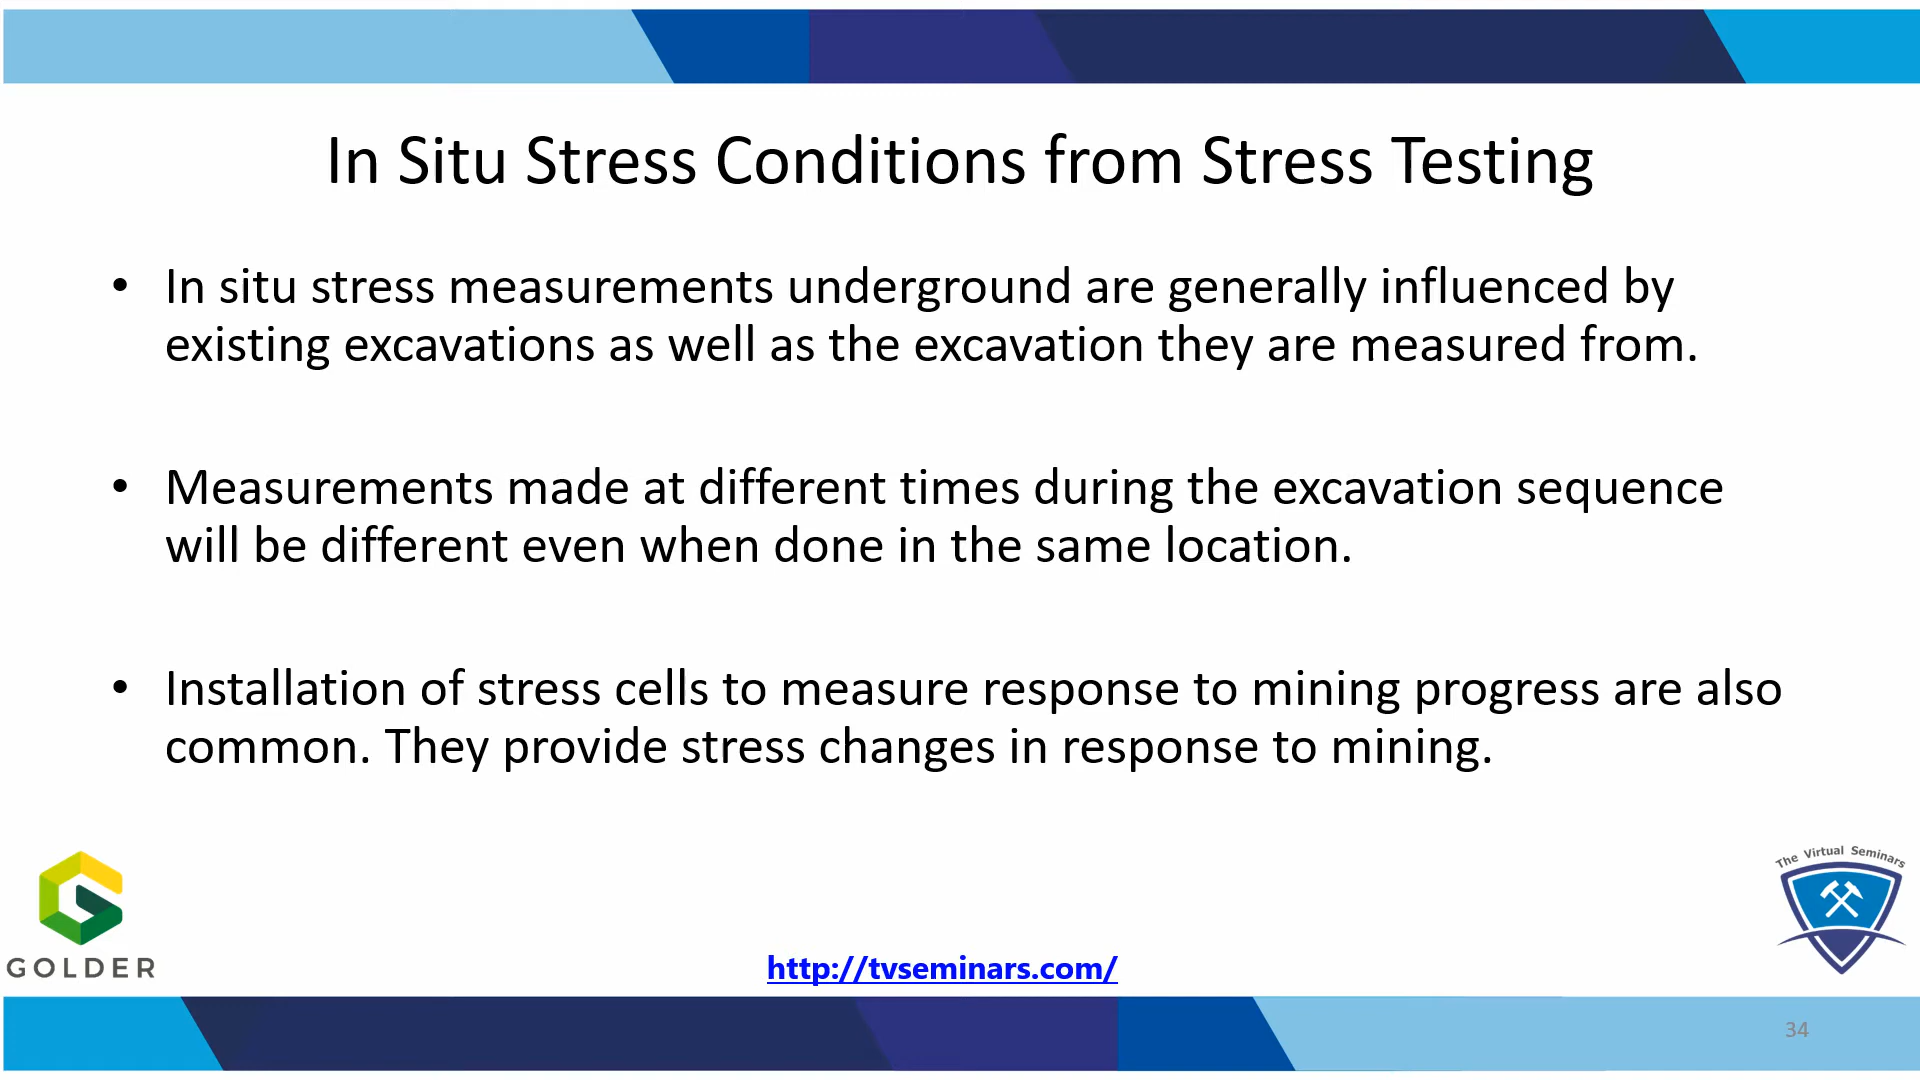 In Situ Stress Conditions from Stress Testing
• In situ stress measurements underground are generally influenced by
existing excavations as well as the excavation they are measured from.
• Measurements made at different times during the excavation sequence
will be different even when done in the same location.
• Installation of stress cells to measure response to mining progress are also
common. They provide stress changes in response to mining.
The Virtual Seminars
GOLDER
http://tvseminars.com/
34